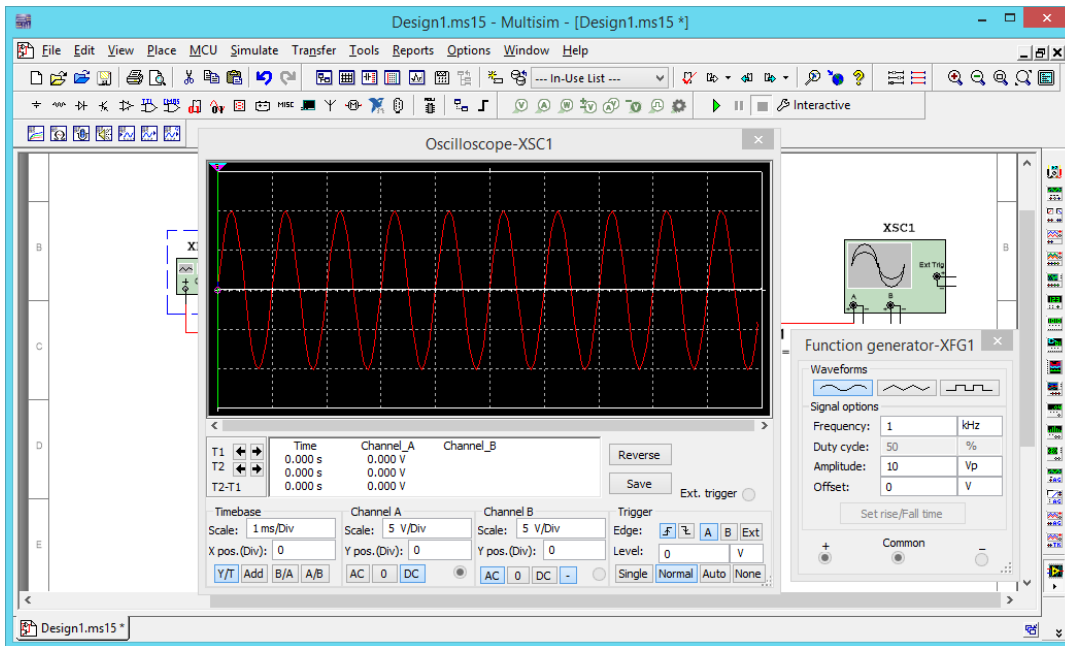 Design1.ms15 - Multisim - [Design1.ms15 *]
File Edit View Place MCU Simulate Transfer Tools Reports Options Window Help
--- In-Use List ---
MISC Interactive
Oscilloscope-XSC1
XSC1
Ext Trig
A B
B B
C
D
E
T1
T2
T2-T1
Time Channel_A Channel_B
0.000 s 0.000 V
0.000 s 0.000 V
0.000 s 0.000 V
Reverse
Save
Ext. trigger
Timebase
Scale: 1 ms/Div
X pos.(Div): 0
Y/T Add B/A A/B
Channel A
Scale: 5 V/Div
Y pos.(Div): 0
AC 0 DC
Channel B
Scale: 5 V/Div
Y pos.(Div): 0
AC 0 DC -
Trigger
Edge: A B Ext
Level: 0 V
Single Normal Auto None
Function generator-XFG1
Waveforms
Signal options
Frequency: 1 kHz
Duty cycle: 50 %
Amplitude: 10 Vp
Offset: 0 V
Set rise/Fall time
+ Common -
Design1.ms15 *